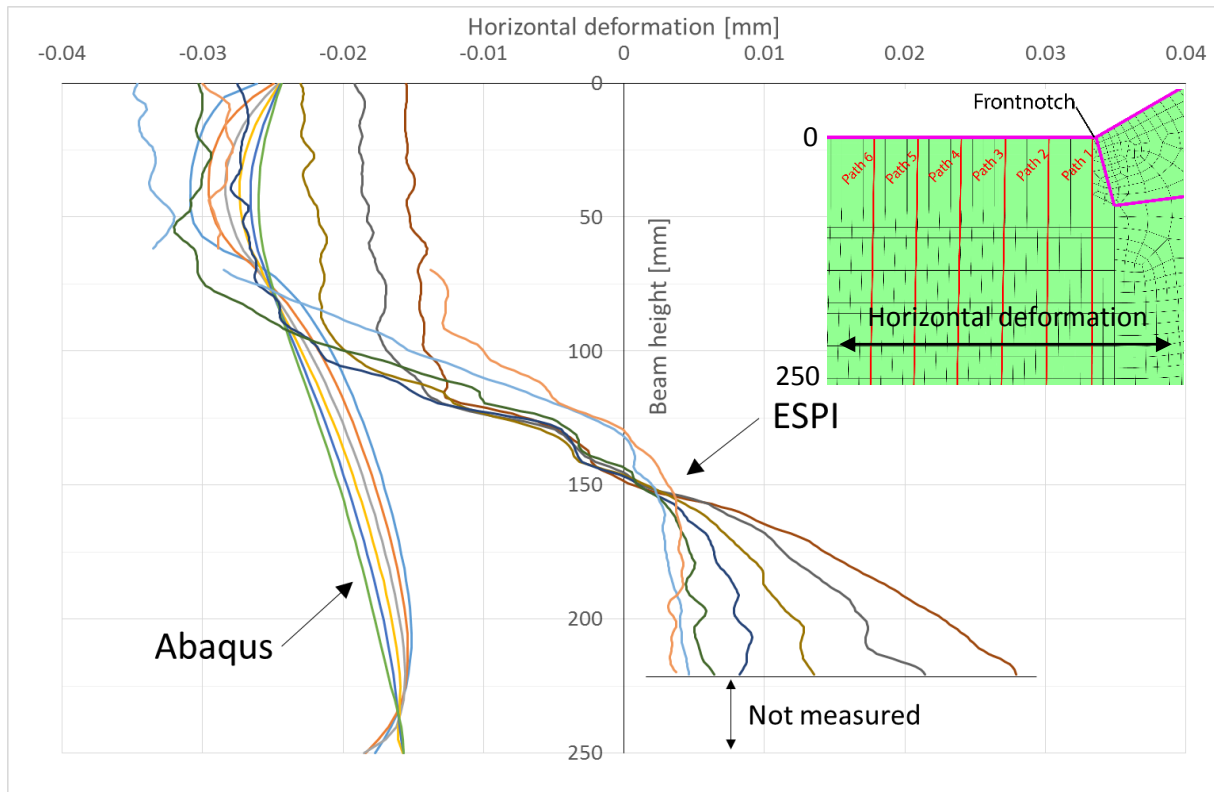 Horizontal deformation [mm]
-0.04 -0.03 -0.02 -0.01 0 0.01 0.02 0.03 0.04
0
50
100
150
200
250
Beam height [mm]
Frontnotch
0
Path 6
Path 5
Path 4
Path 3
Path 2
Path 1
Horizontal deformation
250
ESPI
Abaqus
Not measured